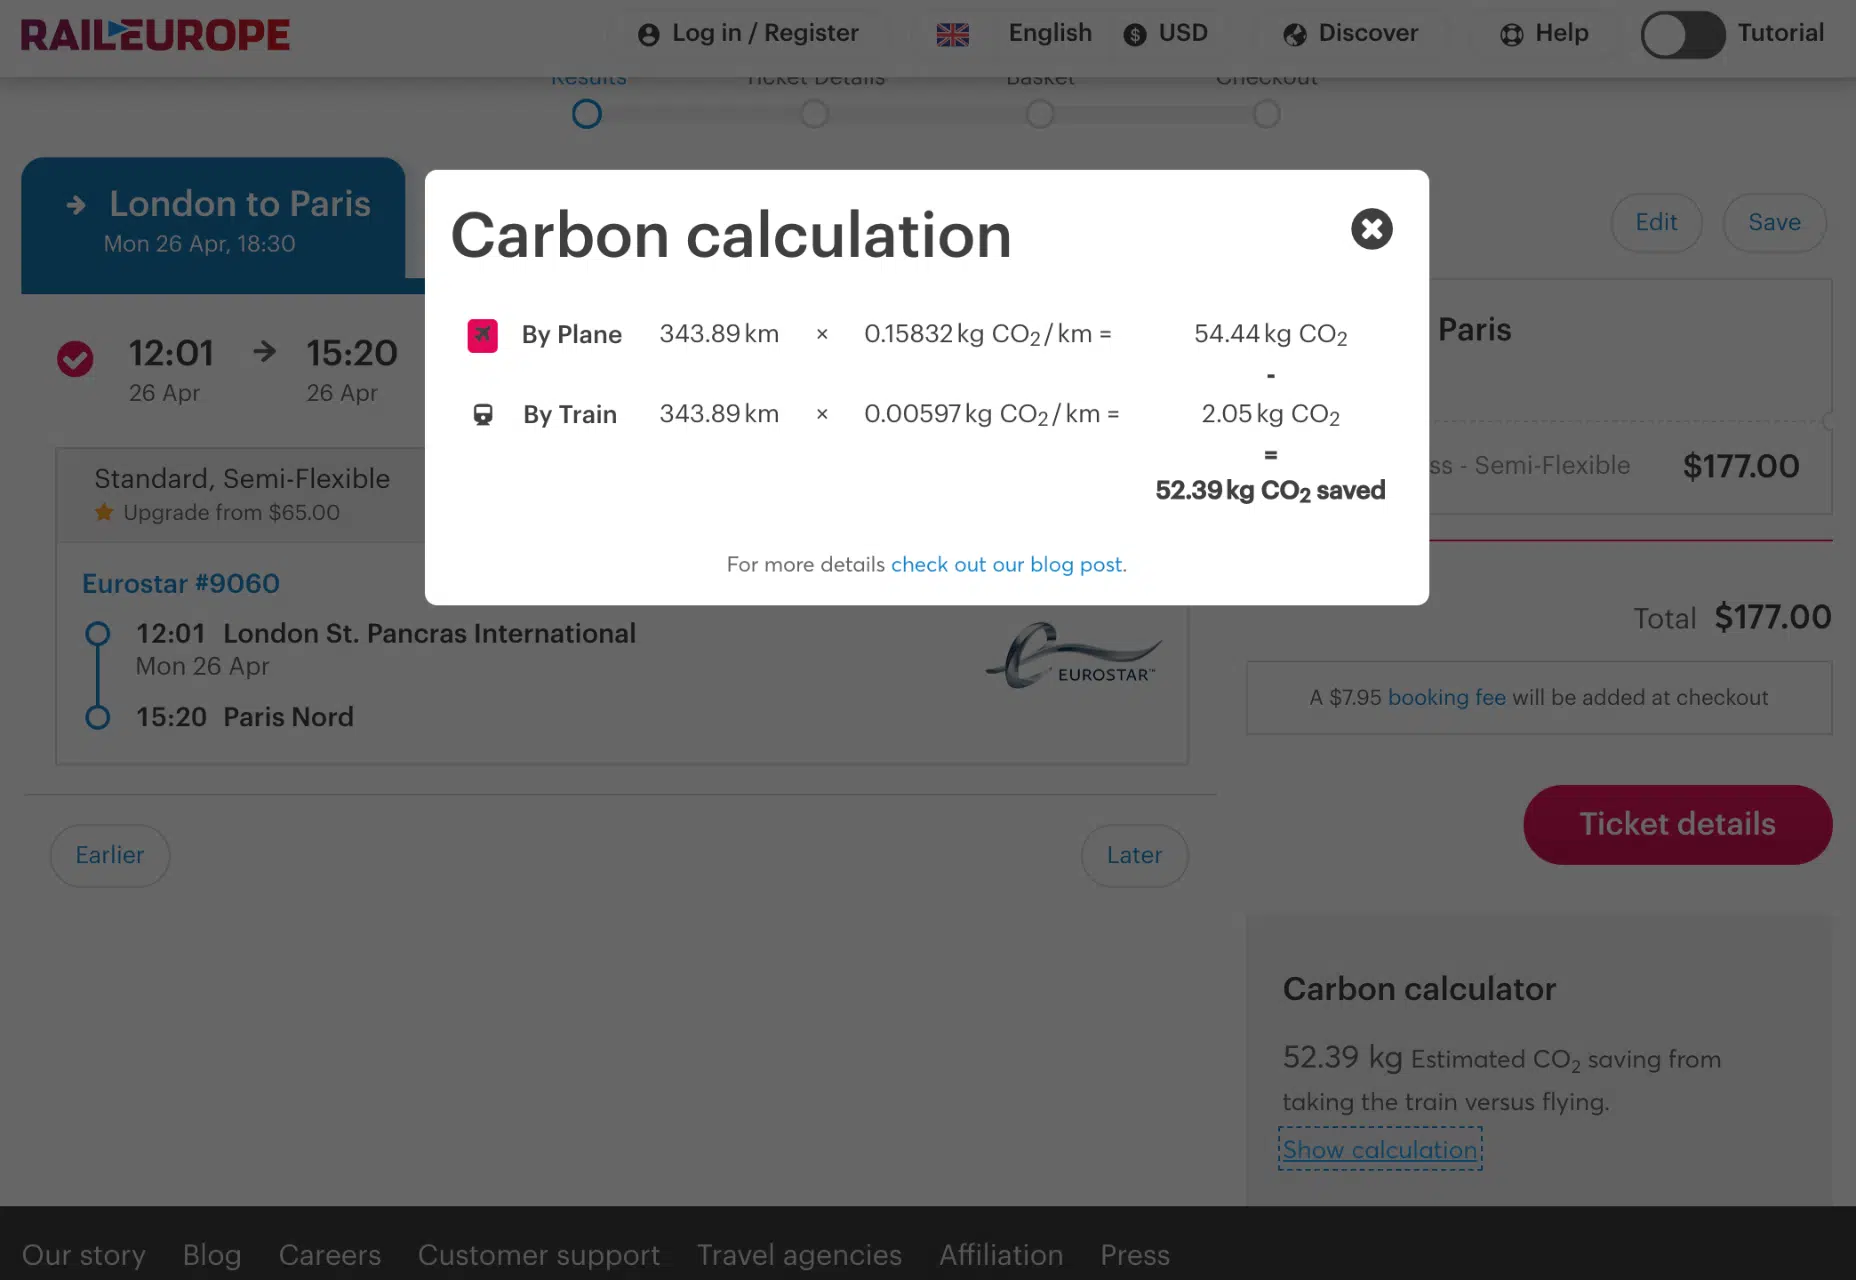 RAILEUROPE
Log in / Register
English
USD
Discover
Help
Tutorial
Results
Ticket Details
Basket
Checkout
London to Paris
Mon 26 Apr, 18:30
Edit
Save
Carbon calculation
By Plane 343.89 km × 0.15832 kg CO₂ / km = 54.44 kg CO₂
-
By Train 343.89 km × 0.00597 kg CO₂ / km = 2.05 kg CO₂
=
52.39 kg CO₂ saved
For more details check out our blog post.
12:01 → 15:20
26 Apr 26 Apr
Standard, Semi-Flexible
Upgrade from $65.00
Eurostar #9060
12:01 London St. Pancras International
Mon 26 Apr
15:20 Paris Nord
EUROSTAR™
Earlier
Later
Paris
ss - Semi-Flexible $177.00
Total $177.00
A $7.95 booking fee will be added at checkout
Ticket details
Carbon calculator
52.39 kg Estimated CO₂ saving from
taking the train versus flying.
Show calculation
Our story Blog Careers Customer support Travel agencies Affiliation Press